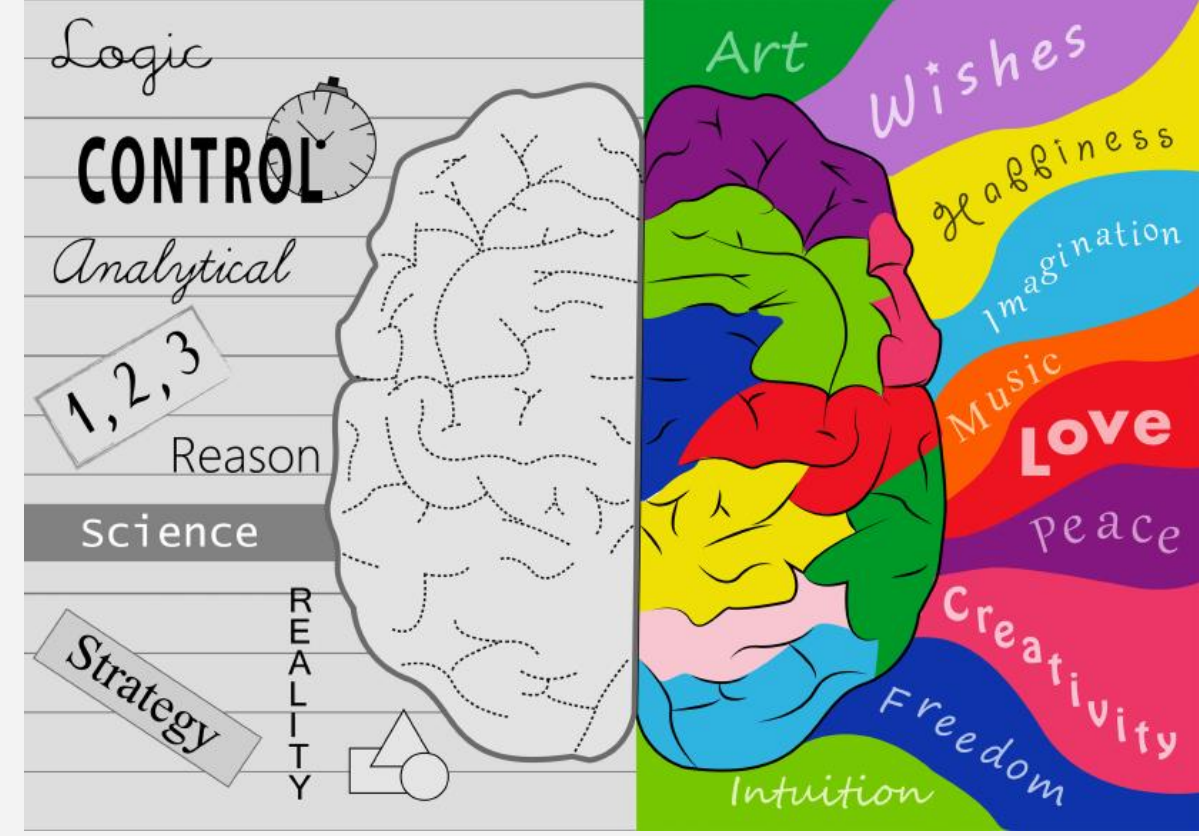 Logic
CONTROL
Analytical
1, 2, 3
Reason
Science
REALITY
Strategy
Art
Wishes
Haffiness
Imagination
Music
Love
Peace
Creativity
Freedom
Intuition